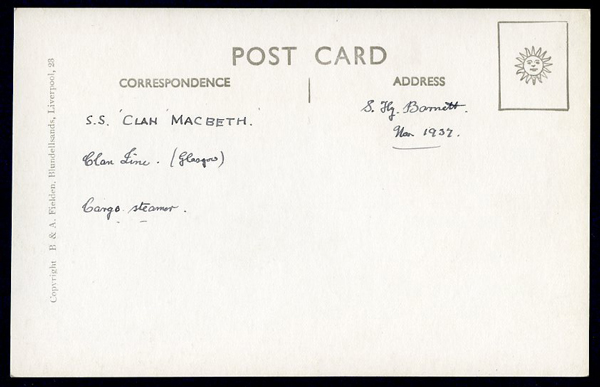 POST CARD
CORRESPONDENCE
ADDRESS
S.S. 'CLAN MACBETH.'
Clan Line. (Glasgow)
Cargo steamer.
S. Hy. Barnett.
1937.
Copyright B. & A. Fielden, Blundellsands, Liverpool, 23